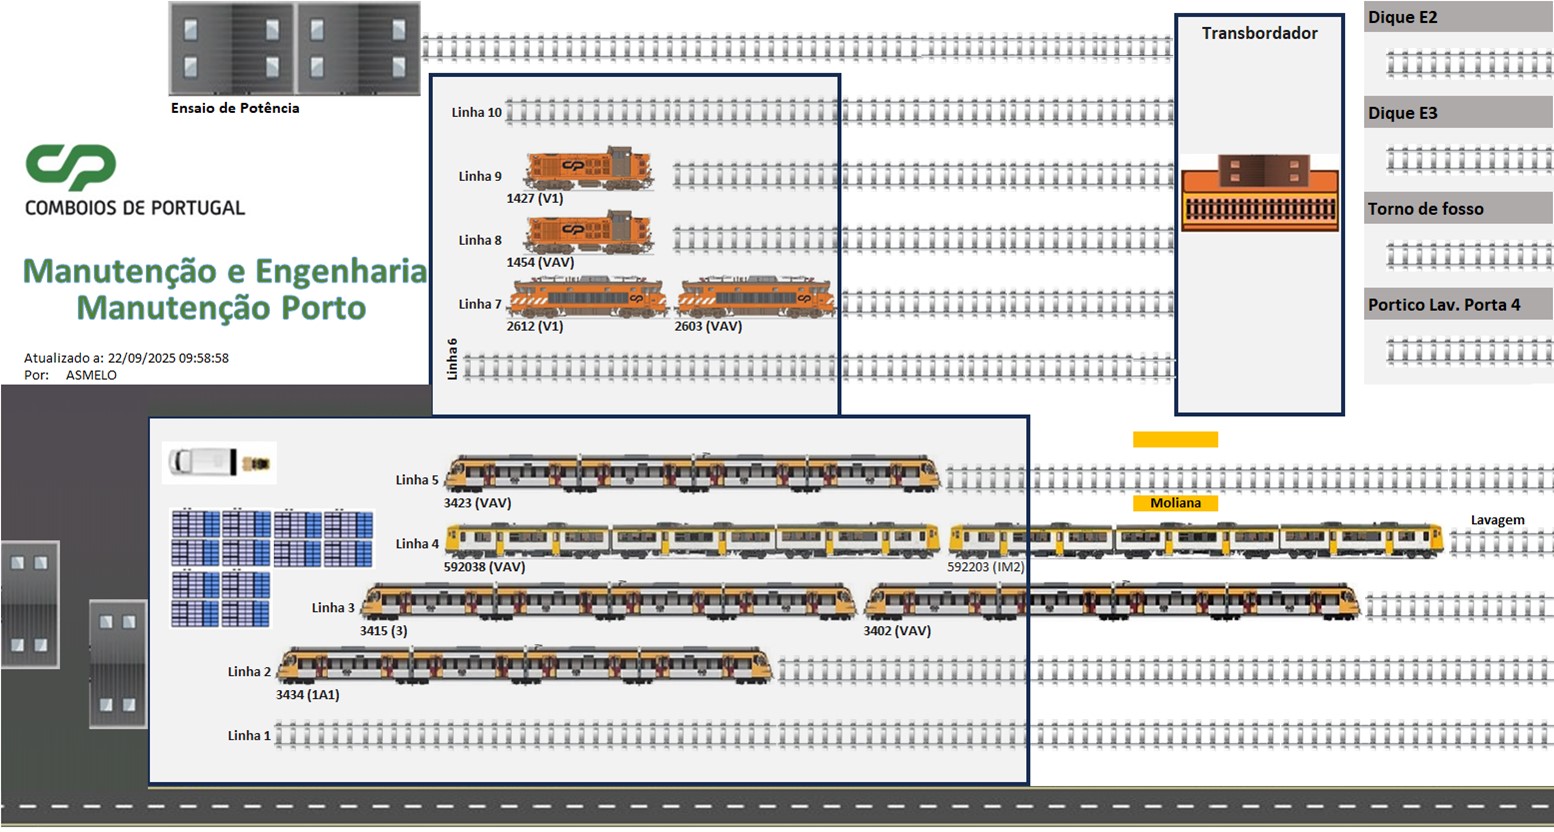 Ensaio de Potência
COMBOIOS DE PORTUGAL
Manutenção e Engenharia
Manutenção Porto
Atualizado a: 22/09/2025 09:58:58
Por: ASMELO
Linha 10
Linha 9
1427 (V1)
Linha 8
1454 (VAV)
Linha 7
2612 (V1) 2603 (VAV)
Linha 6
Transbordador
Dique E2
Dique E3
Torno de fosso
Portico Lav. Porta 4
Linha 5
3423 (VAV)
Moliana
Lavagem
Linha 4
592038 (VAV) 592203 (IM2)
Linha 3
3415 (3) 3402 (VAV)
Linha 2
3434 (1A1)
Linha 1